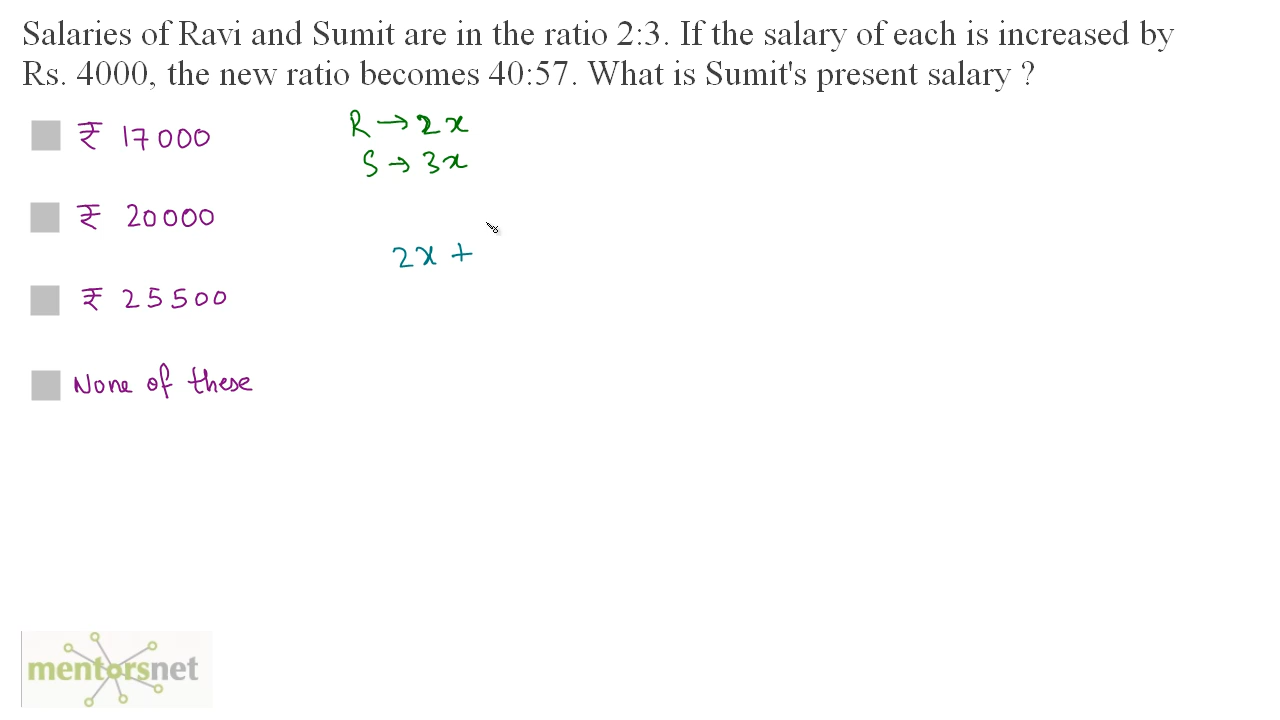 Salaries of Ravi and Sumit are in the ratio 2:3. If the salary of each is increased by
Rs. 4000, the new ratio becomes 40:57. What is Sumit's present salary ?
₹ 17000
₹ 20000
₹ 25500
None of these
R → 2x
S → 3x
2x +
mentorsnet